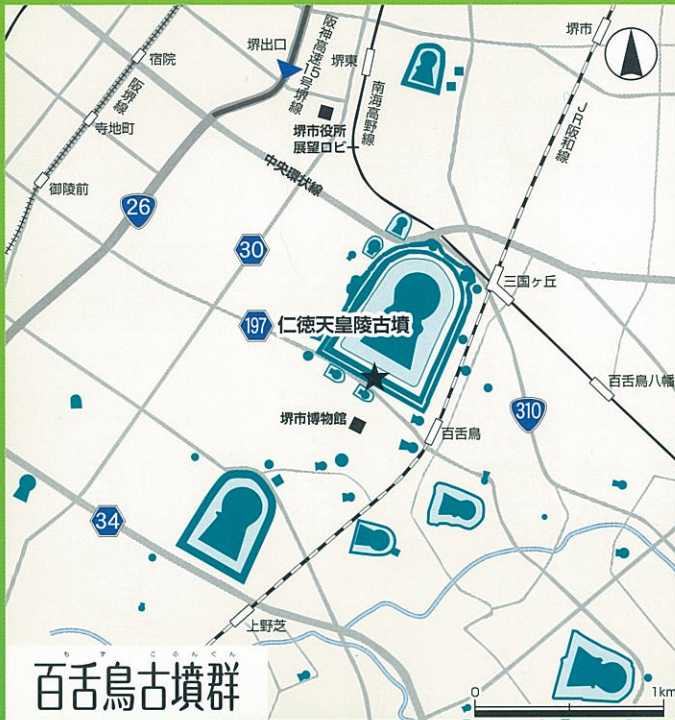 堺市
宿院
堺出口
阪神高速15号堺線
堺東
阪堺線
南海高野線
JR阪和線
寺地町
堺市役所
展望ロビー
中央環状線
御陵前
26
30
三国ヶ丘
197
仁徳天皇陵古墳
百舌鳥八幡
310
堺市博物館
百舌鳥
34
上野芝
もずこふんぐん
百舌鳥古墳群
0
1km